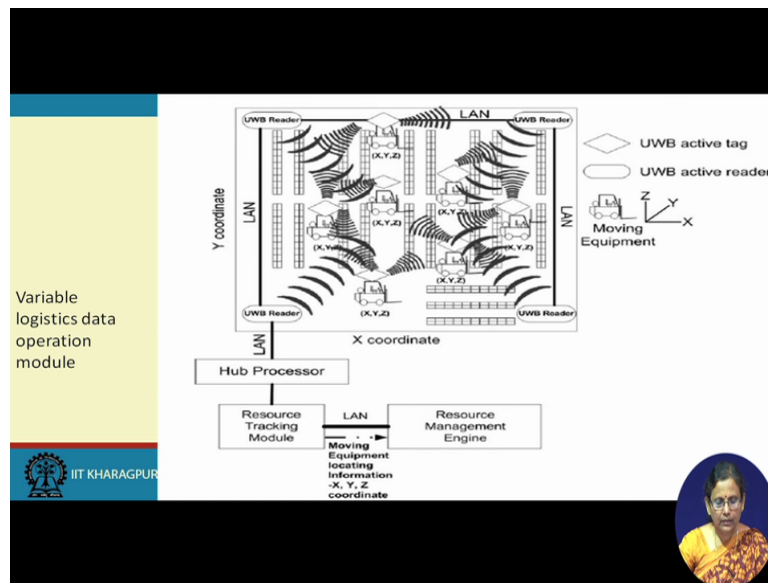 UWB Reader
LAN
UWB Reader
(X,Y,Z)
UWB active tag
UWB active reader
(X,Y,Z)
(X,Y,Z)
Z
Y
X
Moving
Equipment
Y coordinate
LAN
LAN
(X,Y,Z)
(X,Y,Z)
(X,Y,Z)
(X,Y,Z)
UWB Reader
UWB Reader
X coordinate
LAN
Hub Processor
Resource
Tracking
Module
LAN
Resource
Management
Engine
Moving
Equipment
locating
Information
-X, Y, Z
coordinate
Variable
logistics data
operation
module
IIT KHARAGPUR